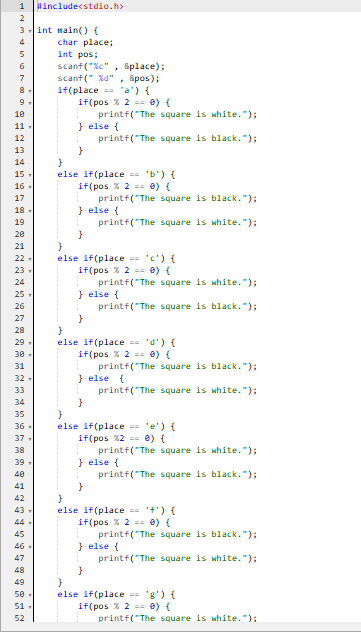 1 #include<stdio.h>
2
3 int main() {
4 char place;
5 int pos;
6 scanf("%c" , &place);
7 scanf(" %d" , &pos);
8 if(place == 'a') {
9 if(pos % 2 == 0) {
10 printf("The square is white.");
11 } else {
12 printf("The square is black.");
13 }
14 }
15 else if(place == 'b') {
16 if(pos % 2 == 0) {
17 printf("The square is black.");
18 } else {
19 printf("The square is white.");
20 }
21 }
22 else if(place == 'c') {
23 if(pos % 2 == 0) {
24 printf("The square is white.");
25 } else {
26 printf("The square is black.");
27 }
28 }
29 else if(place == 'd') {
30 if(pos % 2 == 0) {
31 printf("The square is black.");
32 } else  {
33 printf("The square is white.");
34 }
35 }
36 else if(place == 'e') {
37 if(pos %2 == 0) {
38 printf("The square is white.");
39 } else {
40 printf("The square is black.");
41 }
42 }
43 else if(place == 'f') {
44 if(pos % 2 == 0) {
45 printf("The square is black.");
46 } else {
47 printf("The square is white.");
48 }
49 }
50 else if(place == 'g') {
51 if(pos % 2 == 0) {
52 printf("The square is white.");